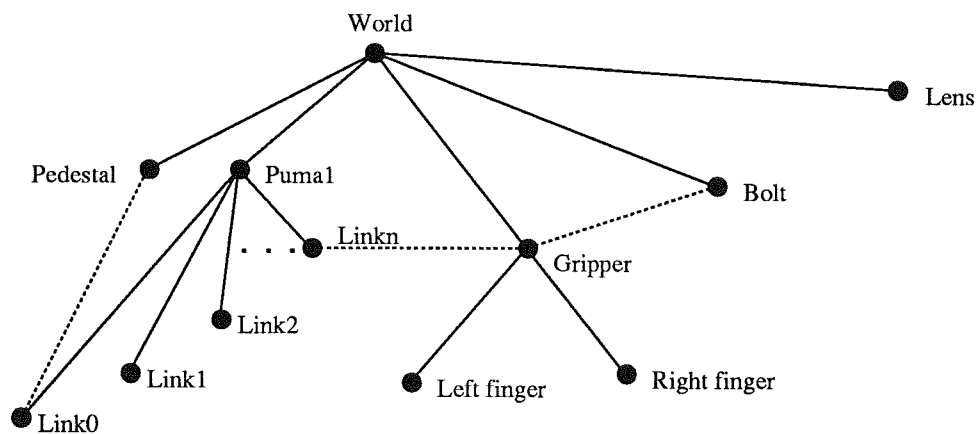 World
Lens
Pedestal
Puma1
Bolt
. . .
Linkn
Gripper
Link2
Link1
Left finger
Right finger
Link0